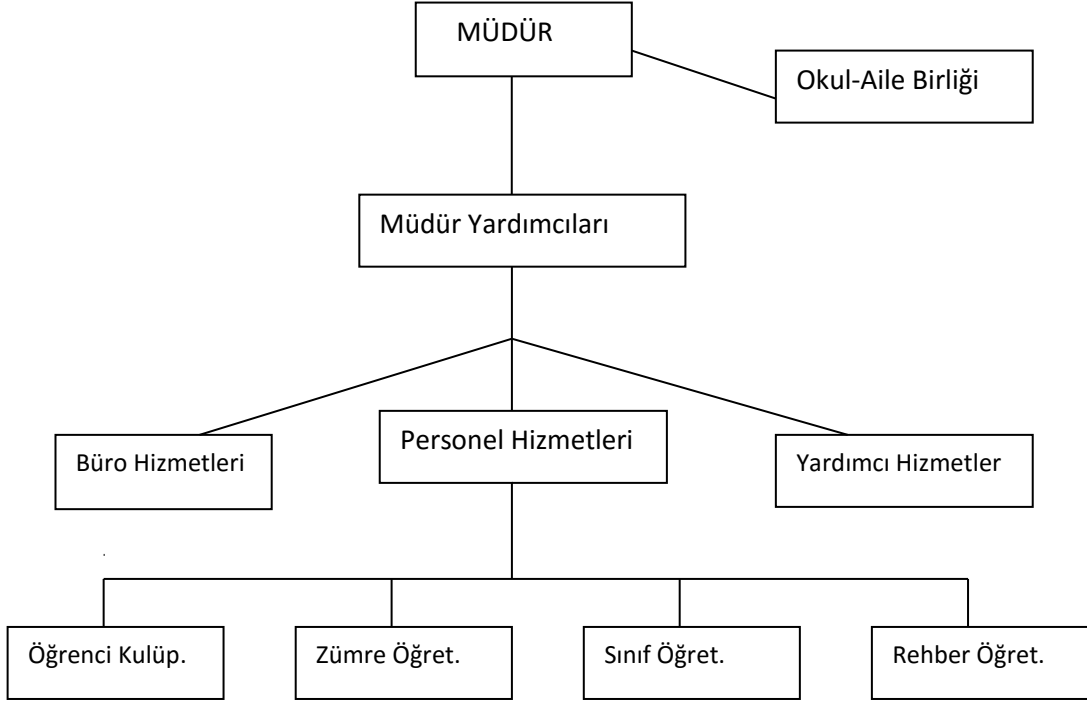 MÜDÜR
Okul-Aile Birliği
Müdür Yardımcıları
Büro Hizmetleri
Personel Hizmetleri
Yardımcı Hizmetler
Öğrenci Kulüp.
Zümre Öğret.
Sınıf Öğret.
Rehber Öğret.